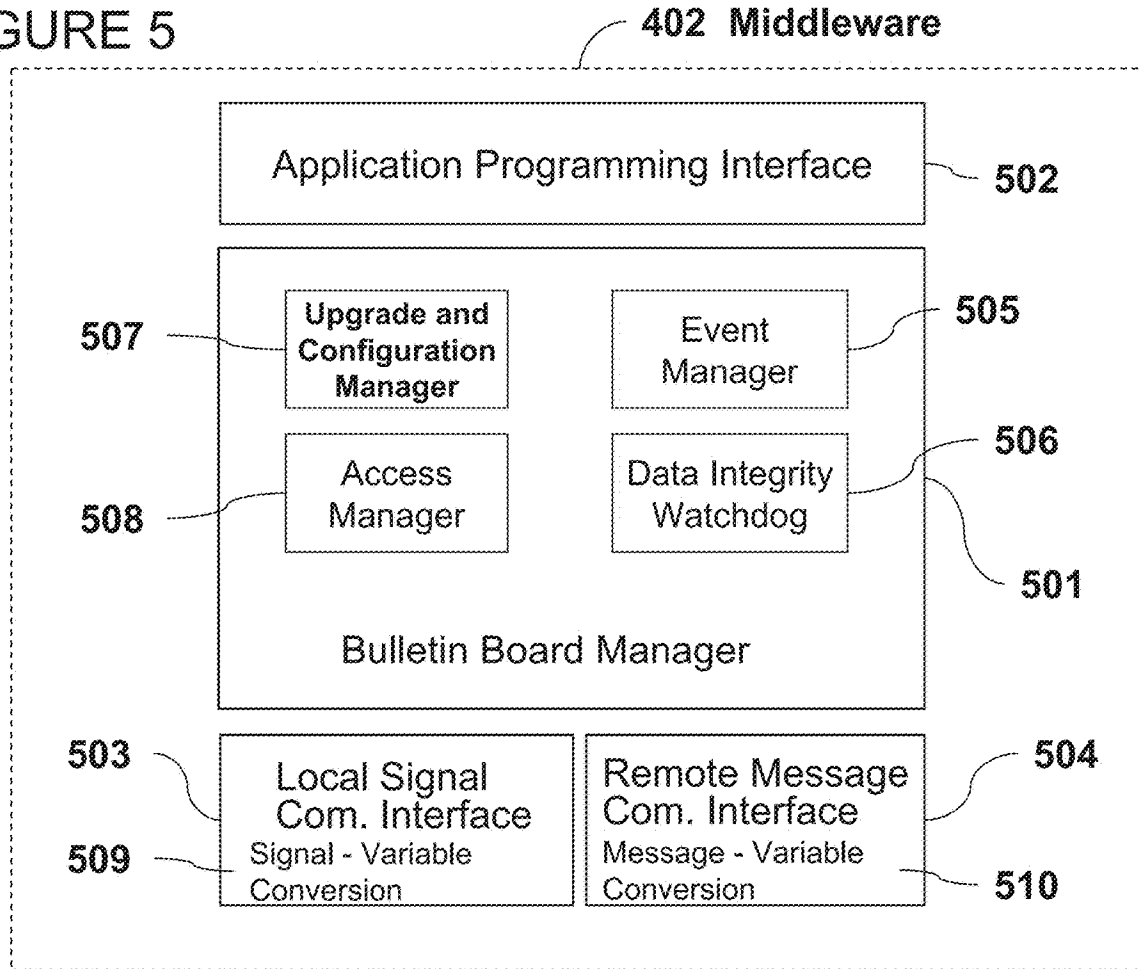 GURE 5
402 Middleware
Application Programming Interface
502
507
Upgrade and
Configuration
Manager
Event
Manager
505
508
Access
Manager
Data Integrity
Watchdog
506
501
Bulletin Board Manager
503
Local Signal
Com. Interface
509
Signal - Variable
Conversion
Remote Message
Com. Interface
504
Message - Variable
Conversion
510